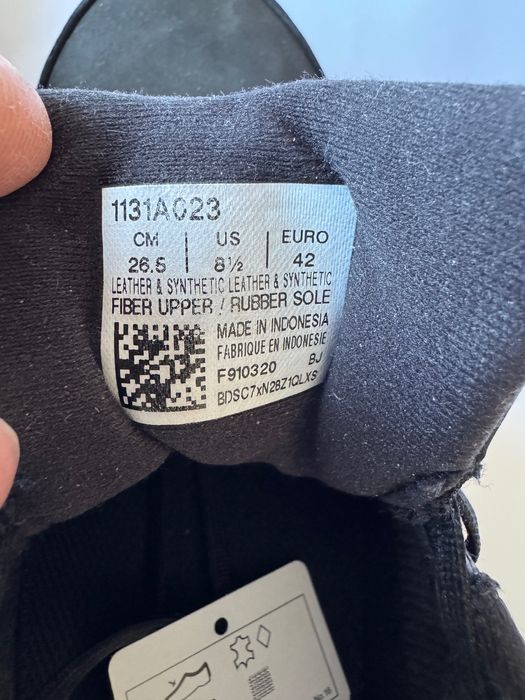 1131A023
CM US EURO
26.5 8½ 42
LEATHER & SYNTHETIC LEATHER & SYNTHETIC
FIBER UPPER / RUBBER SOLE
MADE IN INDONESIA
FABRIQUE EN INDONESIE
F910320 BJ
BDSC7xN28Z1QLXS